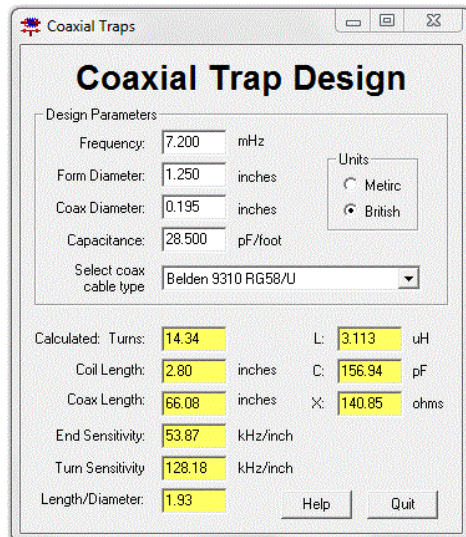 Coaxial Traps
Coaxial Trap Design
Design Parameters
Frequency: 7.200 mHz
Form Diameter: 1.250 inches
Coax Diameter: 0.195 inches
Capacitance: 28.500 pF/foot
Units
Metirc
British
Select coax
cable type Belden 9310 RG58/U
Calculated: Turns: 14.34 L: 3.113 uH
Coil Length: 2.80 inches C: 156.94 pF
Coax Length: 66.08 inches X: 140.85 ohms
End Sensitivity: 53.87 kHz/inch
Turn Sensitivity 128.18 kHz/inch
Length/Diameter: 1.93
Help Quit